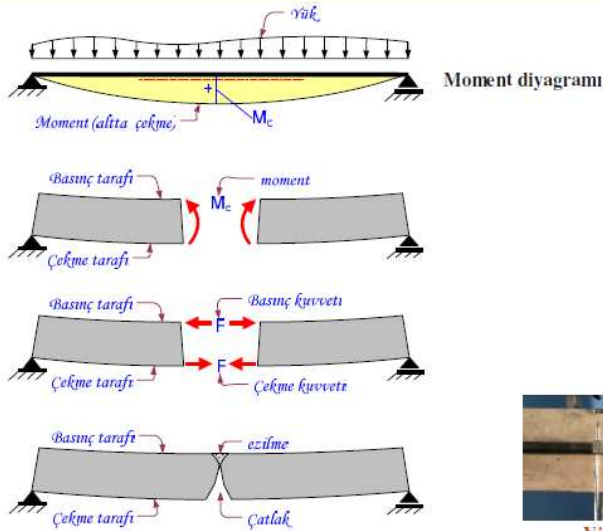 Yük
Moment diyagramı
+
Mc
Moment (altta çekme)
Basınç tarafı
moment
Mc
Çekme tarafı
Basınç tarafı
Basınç kuvveti
F
F
Çekme tarafı
Çekme kuvveti
Basınç tarafı
ezilme
Çekme tarafı
Çatlak